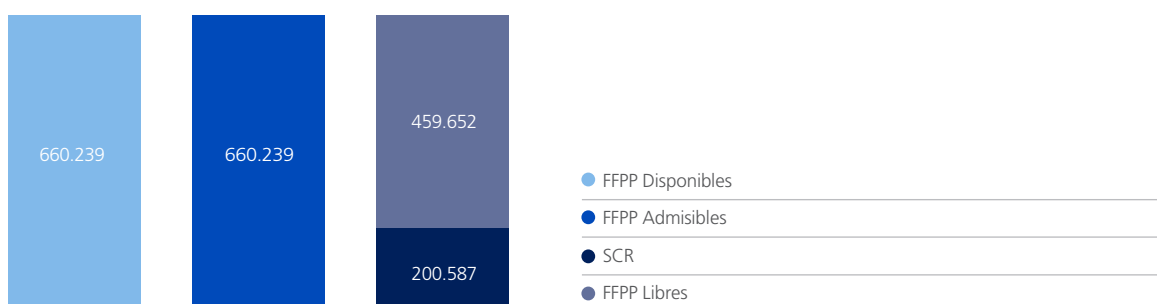 459.652
660.239
660.239
200.587
FFPP Disponibles
FFPP Admisibles
SCR
FFPP Libres